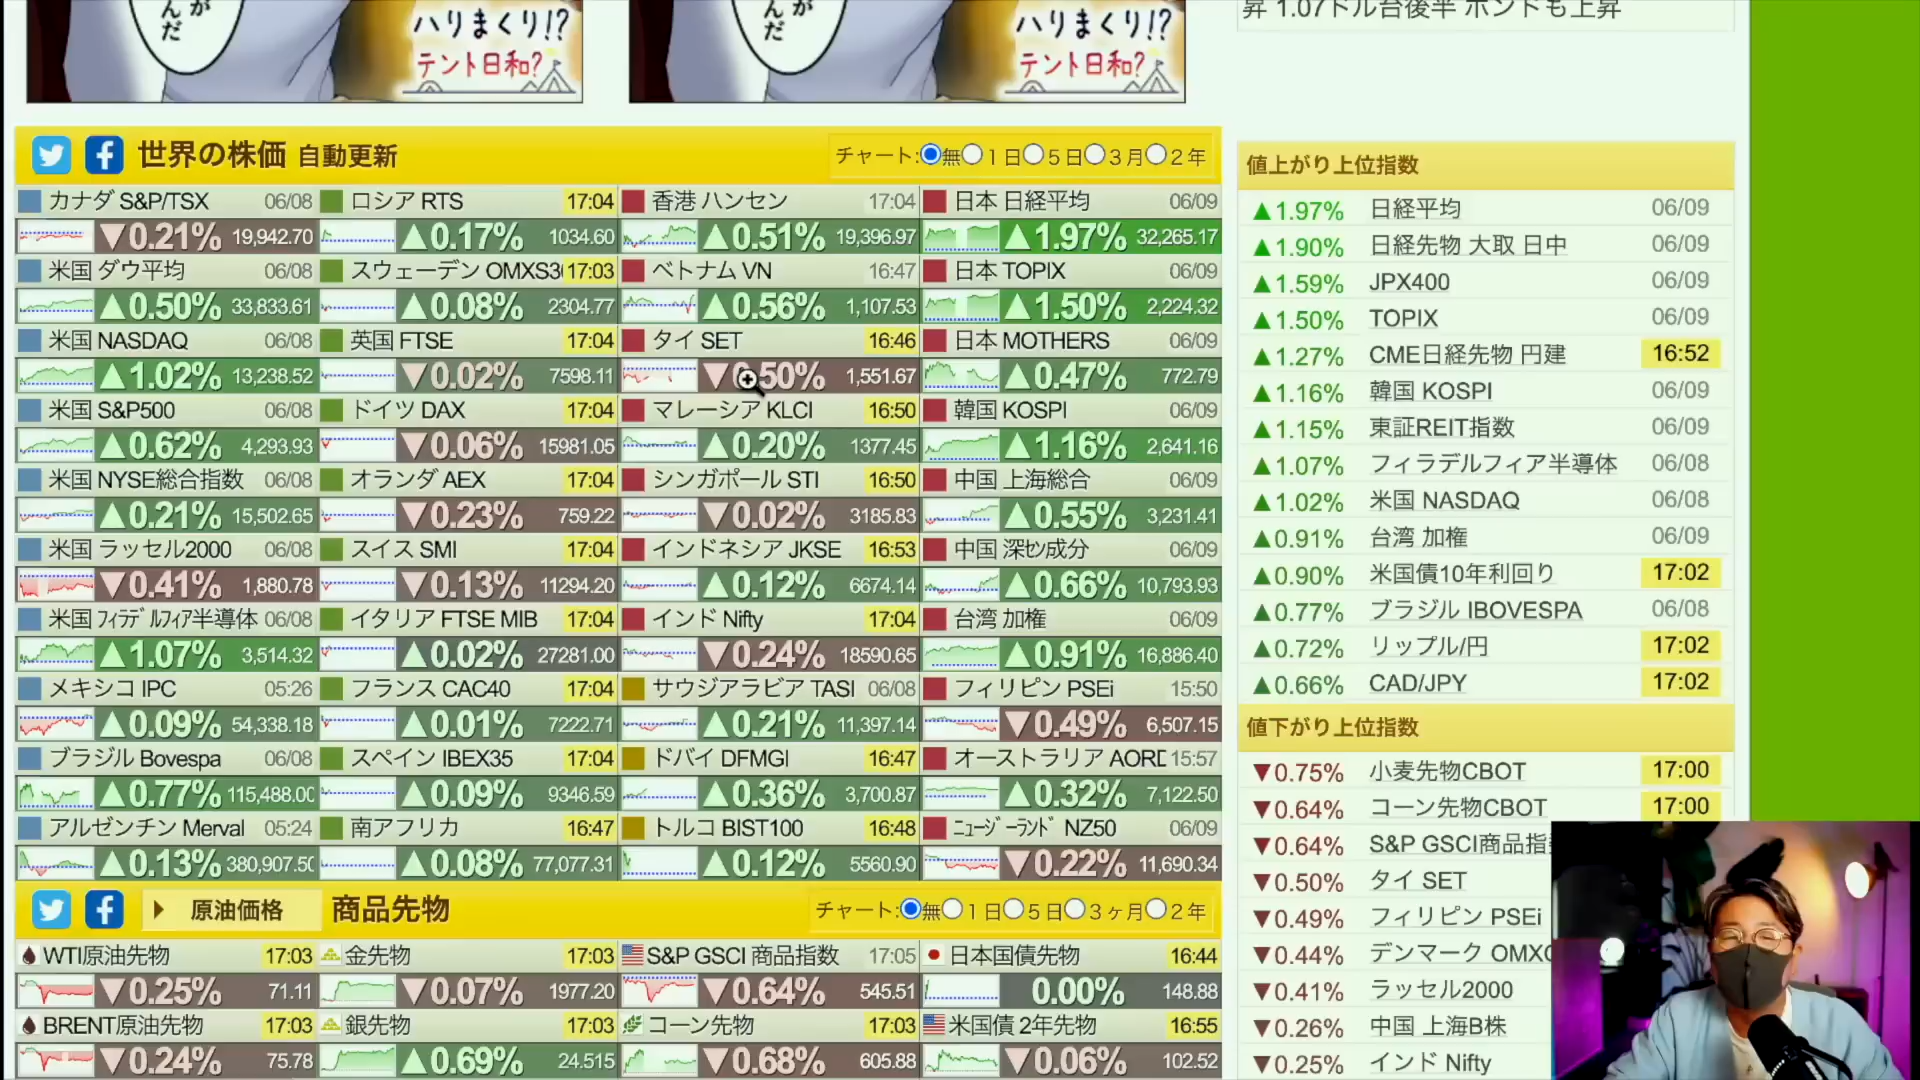 が
んだ
ハリまくり!?
テント日和?
が
んだ
ハリまくり!?
テント日和?
昇 1.07ドル台後半 ポンドも上昇
世界の株価 自動更新
チャート: 無 1日 5日 3月 2年
カナダ S&P/TSX 06/08 ロシア RTS 17:04 香港 ハンセン 17:04 日本 日経平均 06/09
▼0.21% 19,942.70 ▲0.17% 1034.60 ▲0.51% 19,396.97 ▲1.97% 32,265.17
米国 ダウ平均 06/08 スウェーデン OMXS3 17:03 ベトナム VN 16:47 日本 TOPIX 06/09
▲0.50% 33,833.61 ▲0.08% 2304.77 ▲0.56% 1,107.53 ▲1.50% 2,224.32
米国 NASDAQ 06/08 英国 FTSE 17:04 タイ SET 16:46 日本 MOTHERS 06/09
▲1.02% 13,238.52 ▼0.02% 7598.11 ▼0.50% 1,551.67 ▲0.47% 772.79
米国 S&P500 06/08 ドイツ DAX 17:04 マレーシア KLCI 16:50 韓国 KOSPI 06/09
▲0.62% 4,293.93 ▼0.06% 15981.05 ▲0.20% 1377.45 ▲1.16% 2,641.16
米国 NYSE総合指数 06/08 オランダ AEX 17:04 シンガポール STI 16:50 中国 上海総合 06/09
▲0.21% 15,502.65 ▼0.23% 759.22 ▼0.02% 3185.83 ▲0.55% 3,231.41
米国 ラッセル2000 06/08 スイス SMI 17:04 インドネシア JKSE 16:53 中国 深セン成分 06/09
▼0.41% 1,880.78 ▼0.13% 11294.20 ▲0.12% 6674.14 ▲0.66% 10,793.93
米国 フィデルフィア半導体 06/08 イタリア FTSE MIB 17:04 インド Nifty 17:04 台湾 加権 06/09
▲1.07% 3,514.32 ▲0.02% 27281.00 ▼0.24% 18590.65 ▲0.91% 16,886.40
メキシコ IPC 05:26 フランス CAC40 17:04 サウジアラビア TASI 06/08 フィリピン PSEi 15:50
▲0.09% 54,338.18 ▲0.01% 7222.71 ▲0.21% 11,397.14 ▼0.49% 6,507.15
ブラジル Bovespa 06/08 スペイン IBEX35 17:04 ドバイ DFMGI 16:47 オーストラリア AORD 15:57
▲0.77% 115,488.00 ▲0.09% 9346.59 ▲0.36% 3,700.87 ▲0.32% 7,122.50
アルゼンチン Merval 05:24 南アフリカ 16:47 トルコ BIST100 16:48 ニュージーランド NZ50 06/09
▲0.13% 380,907.50 ▲0.08% 77,077.31 ▲0.12% 5560.90 ▼0.22% 11,690.34
原油価格 商品先物
チャート: 無 1日 5日 3ヶ月 2年
WTI原油先物 17:03 金先物 17:03 S&P GSCI 商品指数 17:05 日本国債先物 16:44
▼0.25% 71.11 ▼0.07% 1977.20 ▼0.64% 545.51 0.00% 148.88
BRENT原油先物 17:03 銀先物 17:03 コーン先物 17:03 米国債 2年先物 16:55
▼0.24% 75.78 ▲0.69% 24.515 ▼0.68% 605.88 ▼0.06% 102.52
値上がり上位指数
▲1.97% 日経平均 06/09
▲1.90% 日経先物 大取 日中 06/09
▲1.59% JPX400 06/09
▲1.50% TOPIX 06/09
▲1.27% CME日経先物 円建 16:52
▲1.16% 韓国 KOSPI 06/09
▲1.15% 東証REIT指数 06/09
▲1.07% フィラデルフィア半導体 06/08
▲1.02% 米国 NASDAQ 06/08
▲0.91% 台湾 加権 06/09
▲0.90% 米国債10年利回り 17:02
▲0.77% ブラジル IBOVESPA 06/08
▲0.72% リップル/円 17:02
▲0.66% CAD/JPY 17:02
値下がり上位指数
▼0.75% 小麦先物CBOT 17:00
▼0.64% コーン先物CBOT 17:00
▼0.64% S&P GSCI商品指
▼0.50% タイ SET
▼0.49% フィリピン PSEi
▼0.44% デンマーク OMXC
▼0.41% ラッセル2000
▼0.26% 中国 上海B株
▼0.25% インド Nifty